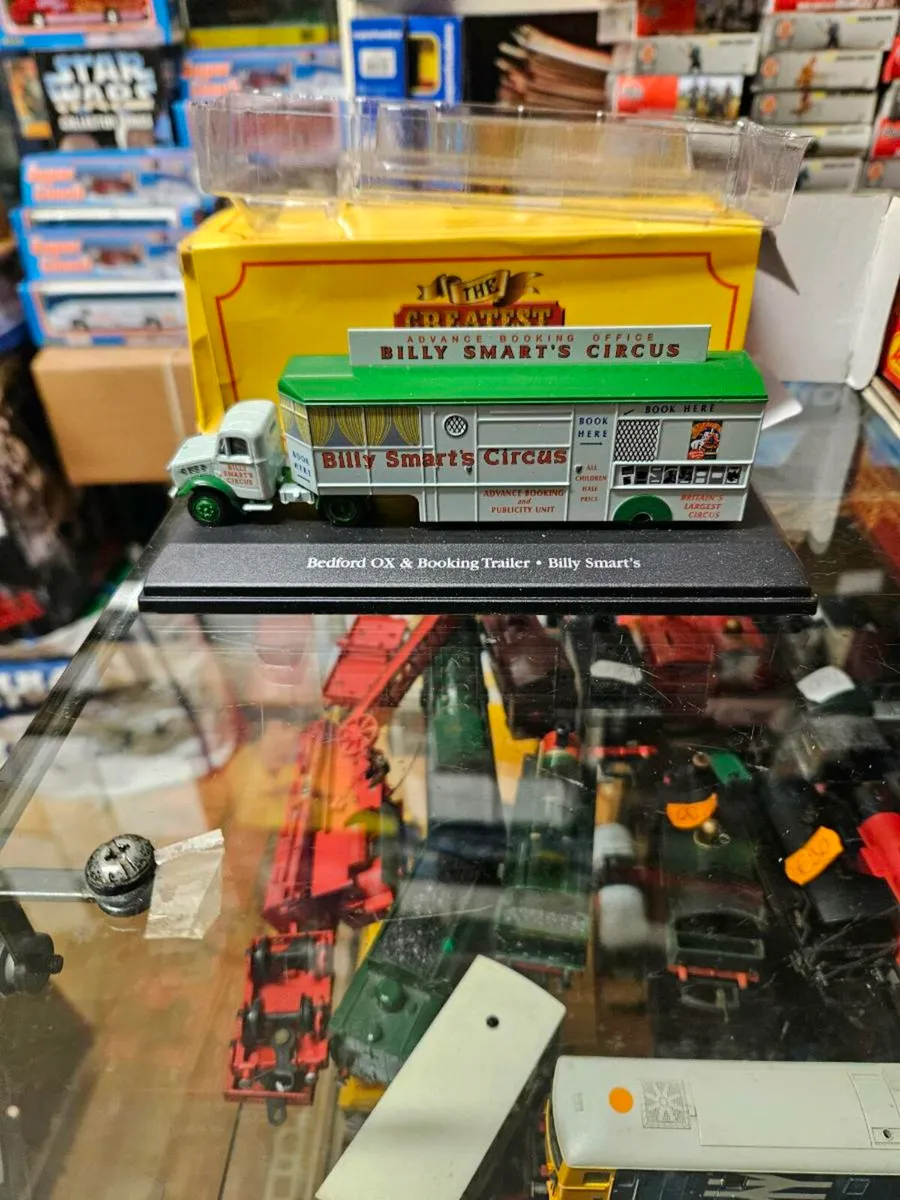 STAR
WARS
THE
GREATEST
ADVANCE BOOKING OFFICE
BILLY SMART'S CIRCUS
BOOK HERE
BOOK
HERE
BOOK
HERE
Billy Smart's Circus
BILLY
SMART'S
CIRCUS
ALL
CHILDREN
HALF
PRICE
ADVANCE BOOKING
and
PUBLICITY UNIT
BRITAIN'S
LARGEST
CIRCUS
Bedford OX & Booking Trailer • Billy Smart's